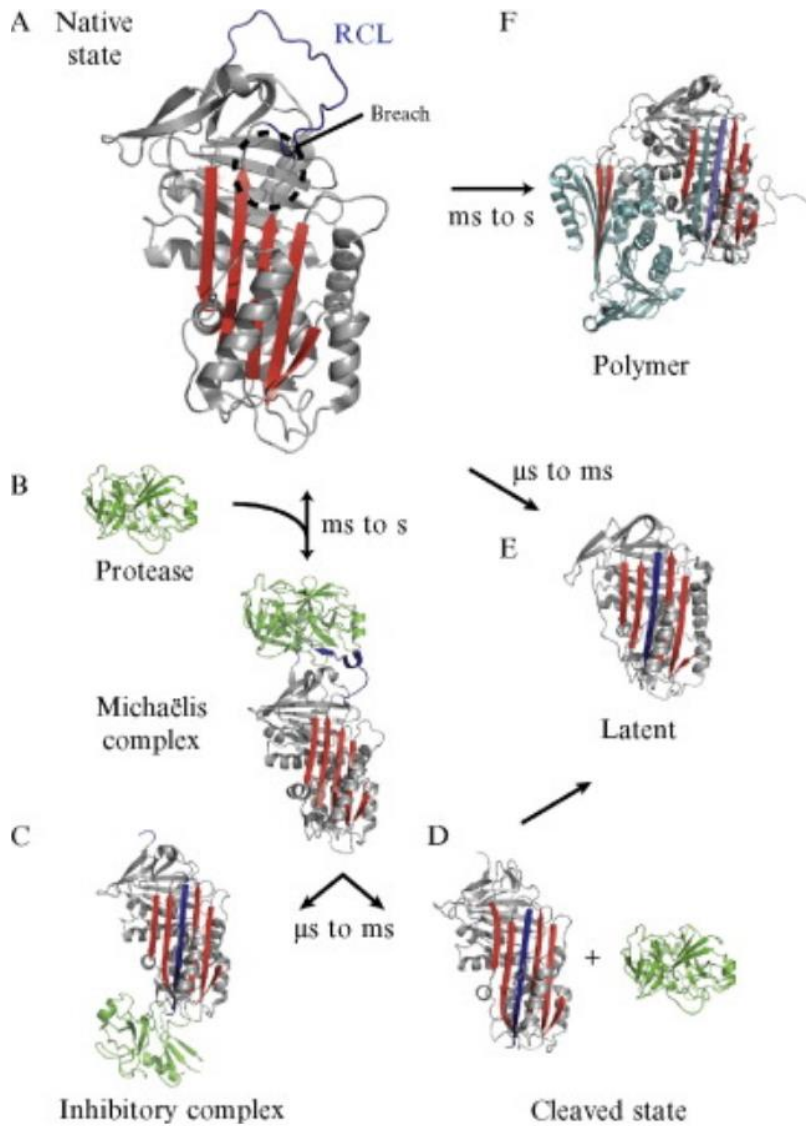 A
Native
state
RCL
Breach
F
ms to s
Polymer
B
Protease
ms to s
Michaëlis
complex
μs to ms
E
Latent
C
μs to ms
Inhibitory complex
D
+
Cleaved state